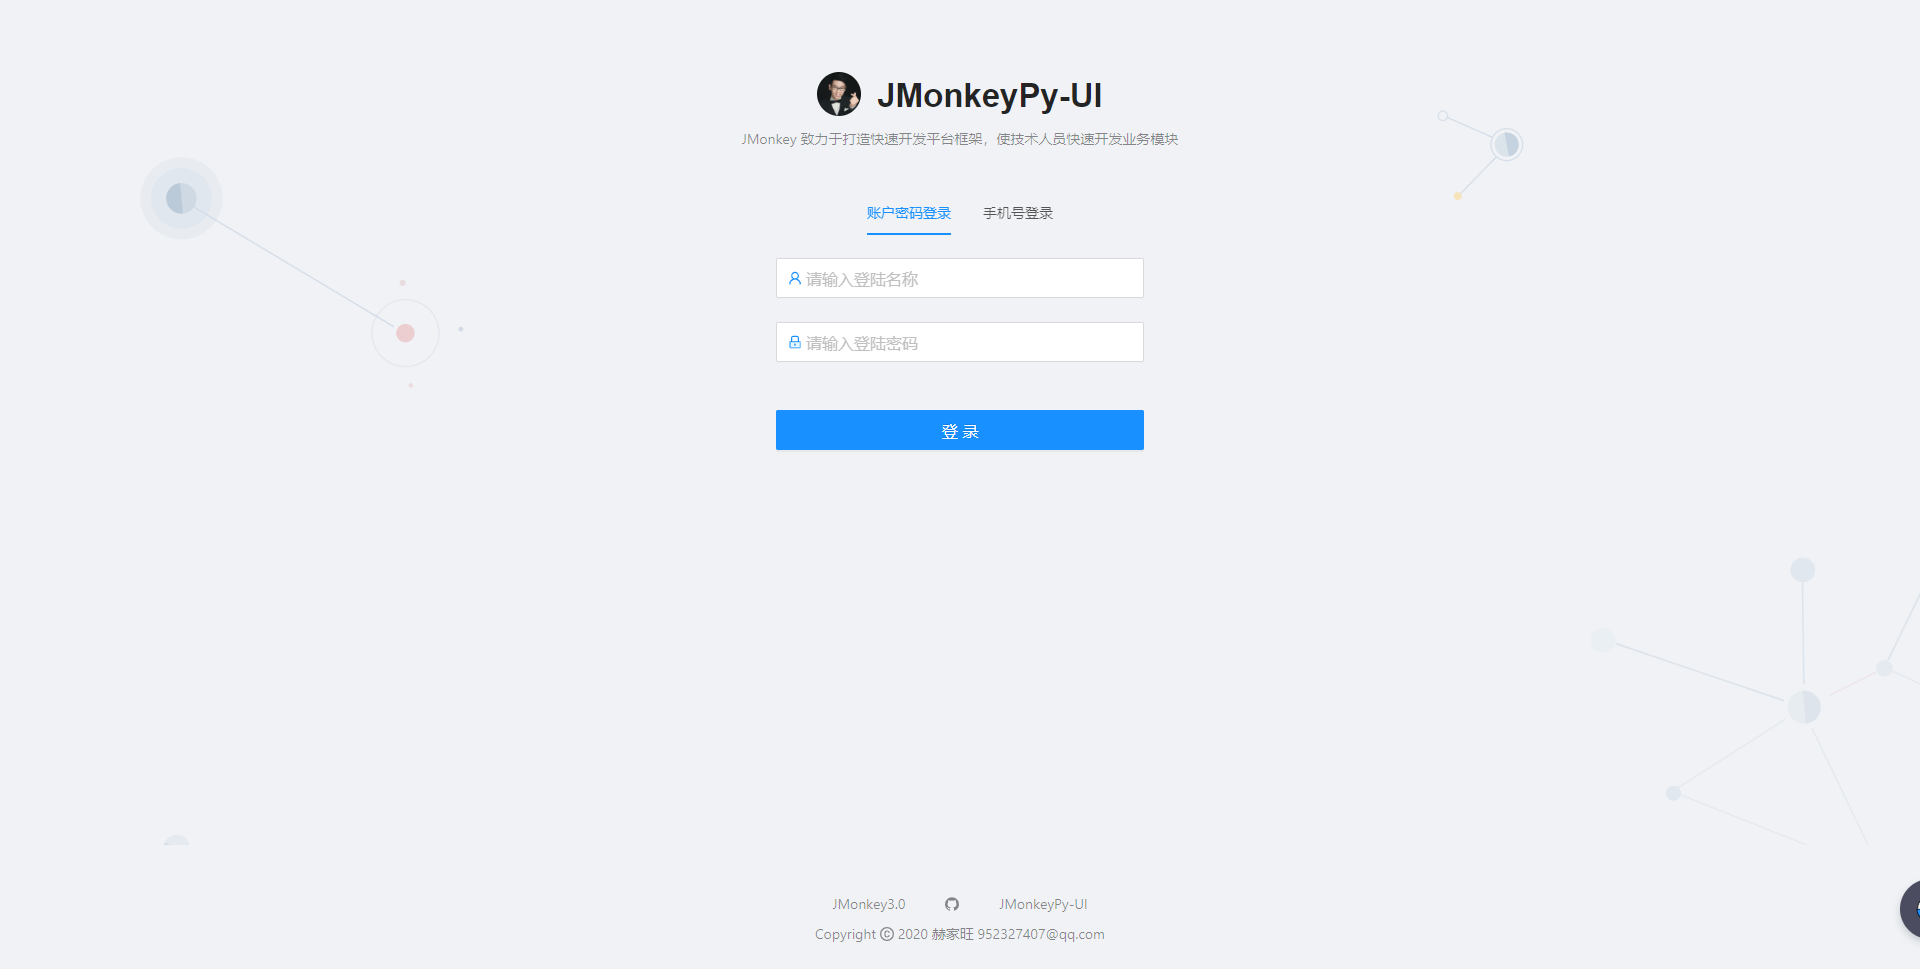 JMonkeyPy-UI
JMonkey 致力于打造快速开发平台框架，使技术人员快速开发业务模块
账户密码登录 手机号登录
请输入登陆名称
请输入登陆密码
登 录
JMonkey3.0 JMonkeyPy-UI
Copyright © 2020 赫家旺 952327407@qq.com